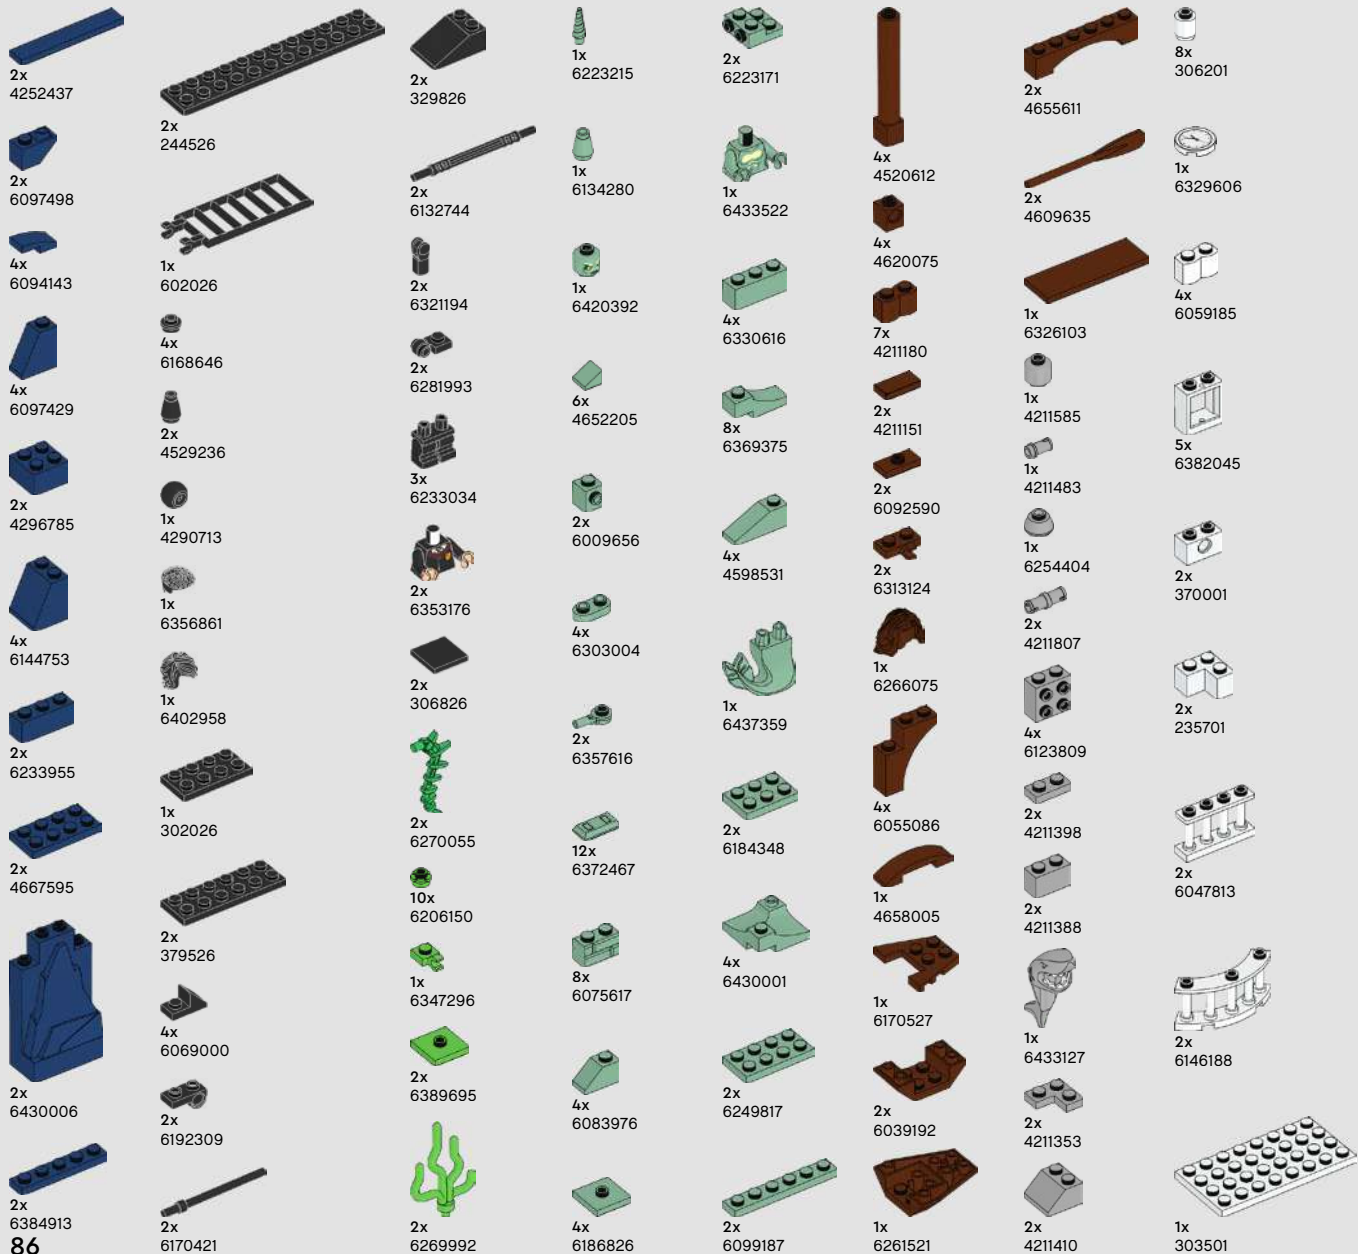 2x
4252437
2x
6097498
4x
6094143
4x
6097429
2x
4296785
4x
6144753
2x
6233955
2x
4667595
2x
6430006
2x
6384913
86
2x
244526
1x
602026
4x
6168646
2x
4529236
1x
4290713
1x
6356861
1x
6402958
1x
302026
2x
379526
4x
6069000
2x
6192309
2x
6170421
2x
329826
2x
6132744
2x
6321194
2x
6281993
3x
6233034
2x
6353176
2x
306826
2x
6270055
10x
6206150
1x
6347296
2x
6389695
2x
6269992
1x
6223215
1x
6134280
1x
6420392
6x
4652205
2x
6009656
4x
6303004
2x
6357616
12x
6372467
8x
6075617
4x
6083976
4x
6186826
2x
6223171
1x
6433522
4x
6330616
8x
6369375
4x
4598531
1x
6437359
2x
6184348
4x
6430001
2x
6249817
2x
6099187
4x
4520612
4x
4620075
7x
4211180
2x
4211151
2x
6092590
2x
6313124
1x
6266075
4x
6055086
1x
4658005
1x
6170527
2x
6039192
1x
6261521
2x
4655611
2x
4609635
1x
6326103
1x
4211585
1x
4211483
1x
6254404
2x
4211807
4x
6123809
2x
4211398
2x
4211388
1x
6433127
2x
4211353
2x
4211410
8x
306201
1x
6329606
4x
6059185
5x
6382045
2x
370001
2x
235701
2x
6047813
2x
6146188
1x
303501